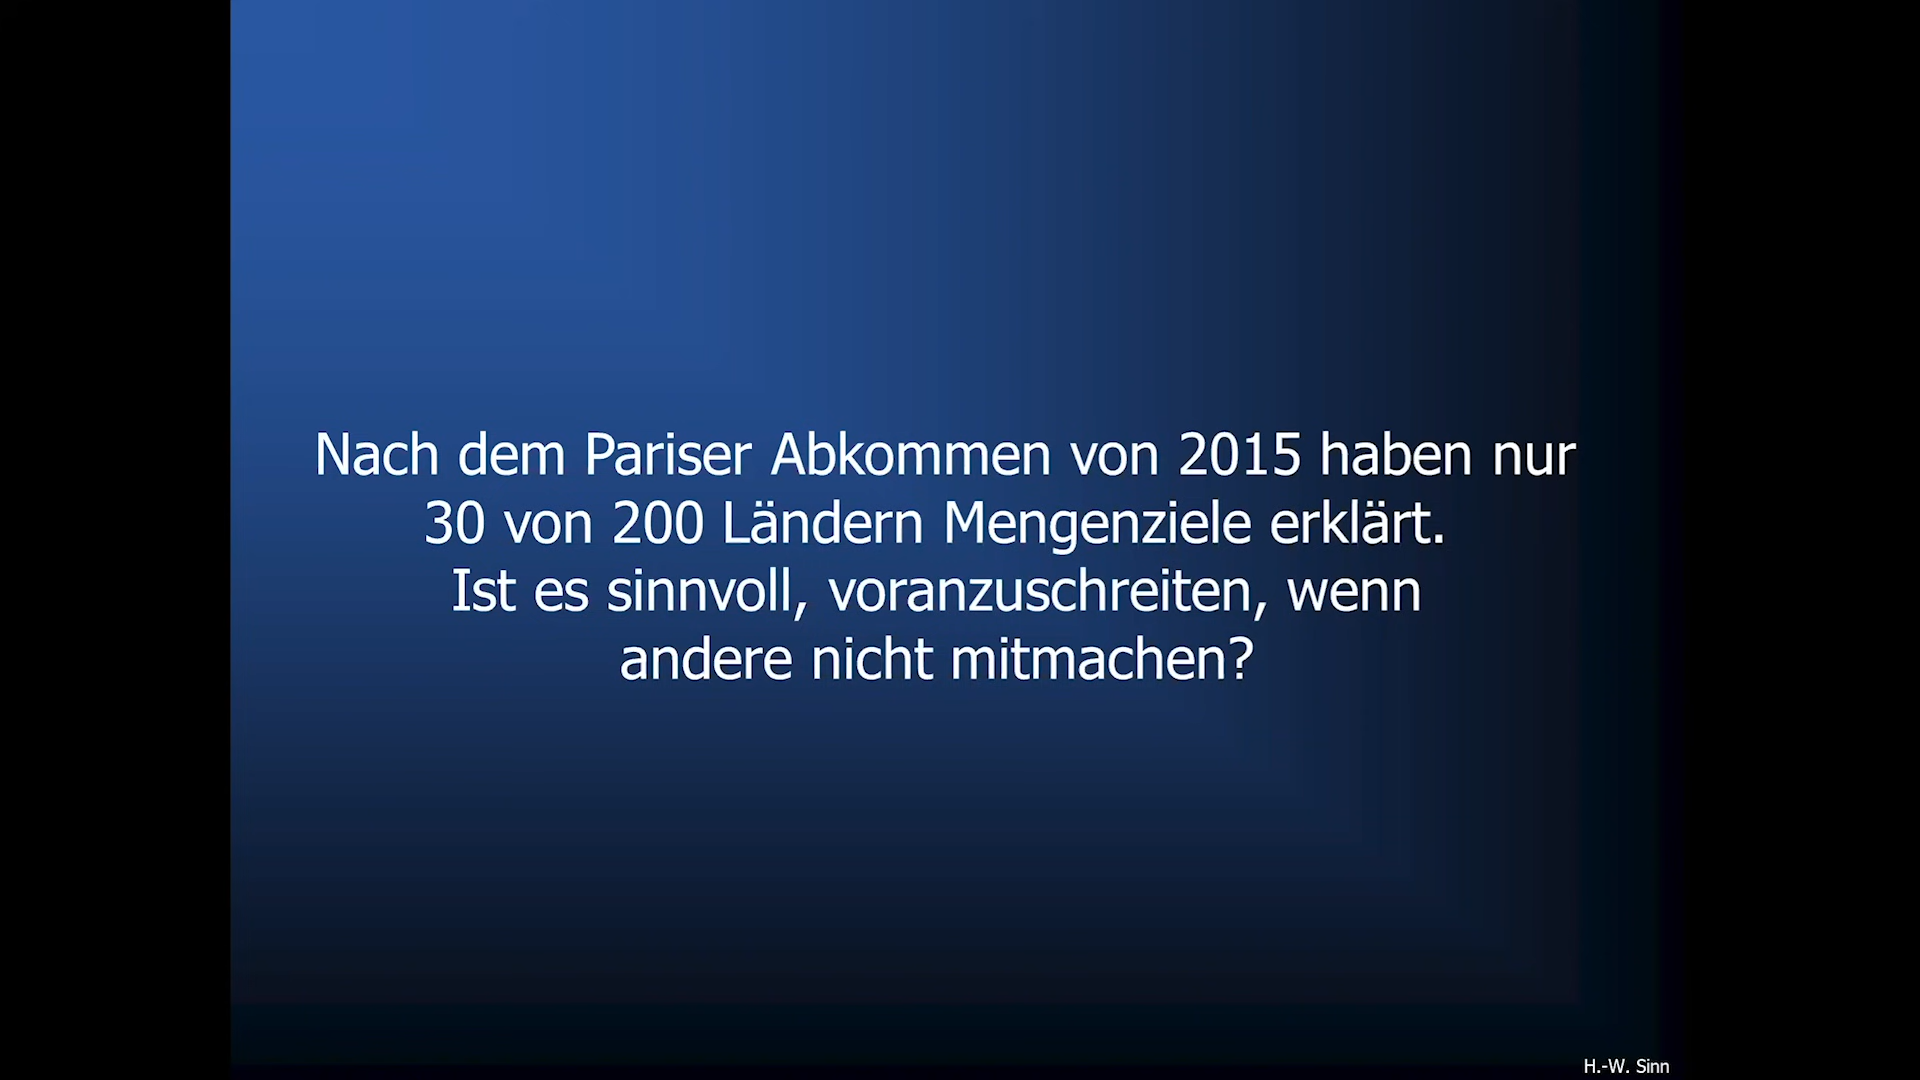 Nach dem Pariser Abkommen von 2015 haben nur
30 von 200 Ländern Mengenziele erklärt.
Ist es sinnvoll, voranzuschreiten, wenn
andere nicht mitmachen?
H.-W. Sinn